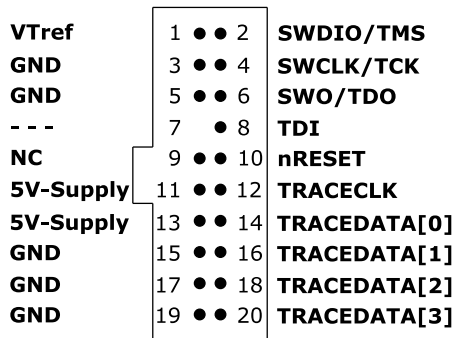 VTref 1 ●● 2 SWDIO/TMS
GND 3 ●● 4 SWCLK/TCK
GND 5 ●● 6 SWO/TDO
--- 7 ● 8 TDI
NC 9 ●● 10 nRESET
5V-Supply 11 ●● 12 TRACECLK
5V-Supply 13 ●● 14 TRACEDATA[0]
GND 15 ●● 16 TRACEDATA[1]
GND 17 ●● 18 TRACEDATA[2]
GND 19 ●● 20 TRACEDATA[3]